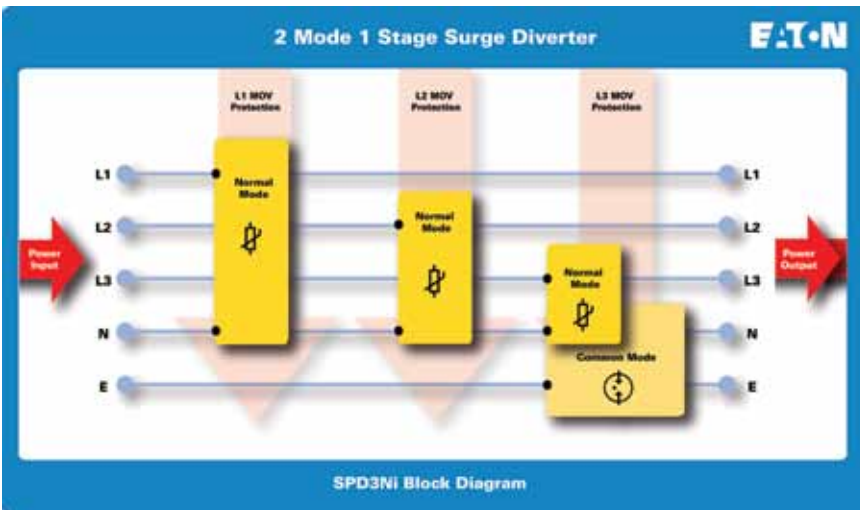 2 Mode 1 Stage Surge Diverter
EATON
L1 MOV
Protection
L2 MOV
Protection
L3 MOV
Protection
L1
Normal
Mode
L1
L2
Normal
Mode
L2
Power
Input
Power
Output
L3
Normal
Mode
L3
N
N
Common Mode
E
E
SPD3Ni Block Diagram